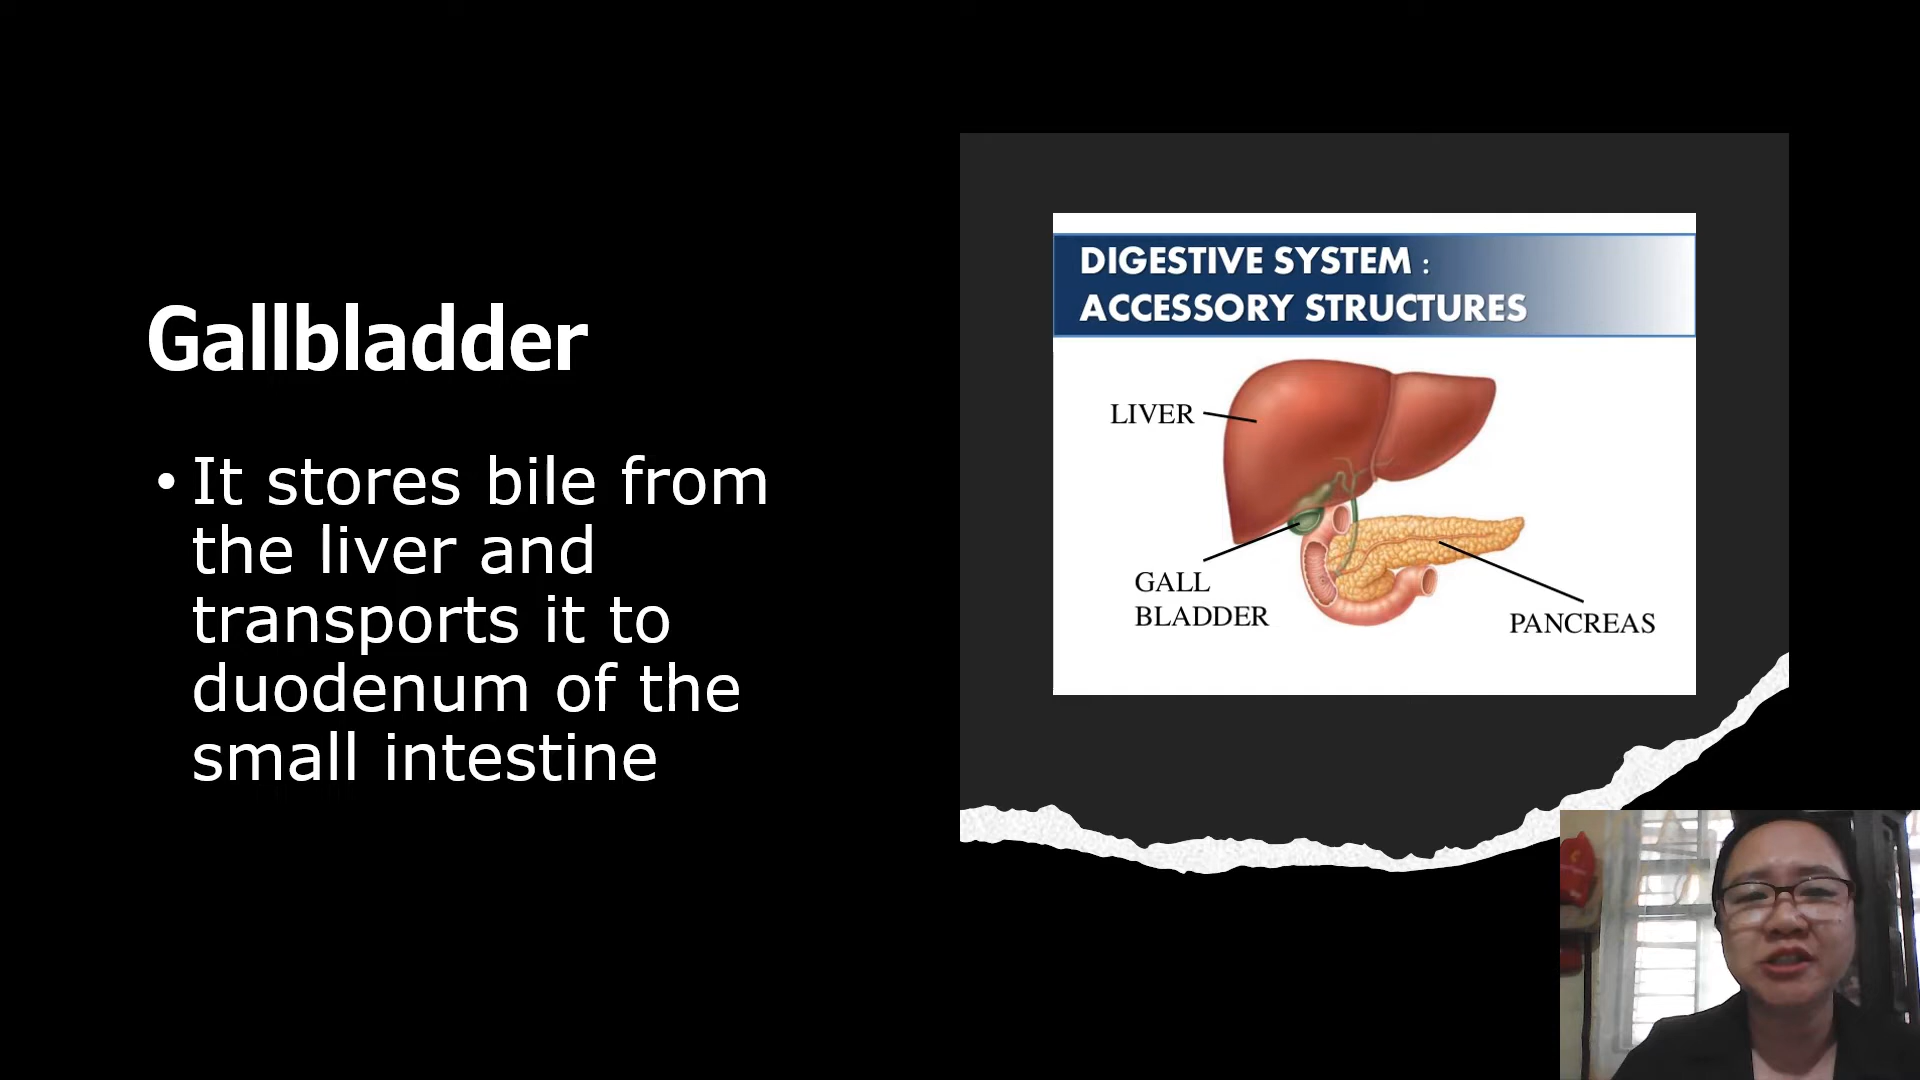 Gallbladder
• It stores bile from
the liver and
transports it to
duodenum of the
small intestine
DIGESTIVE SYSTEM :
ACCESSORY STRUCTURES
LIVER
GALL
BLADDER
PANCREAS